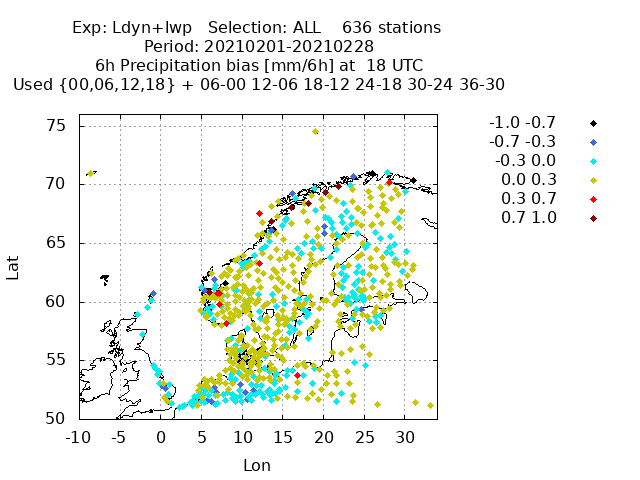 Exp: Ldyn+lwp   Selection: ALL    636 stations
Period: 20210201-20210228
6h Precipitation bias [mm/6h] at  18 UTC
Used {00,06,12,18} + 06-00 12-06 18-12 24-18 30-24 36-30
-1.0 -0.7
-0.7 -0.3
-0.3 0.0
0.0 0.3
0.3 0.7
0.7 1.0
75
70
65
60
55
50
Lat
-10 -5 0 5 10 15 20 25 30
Lon